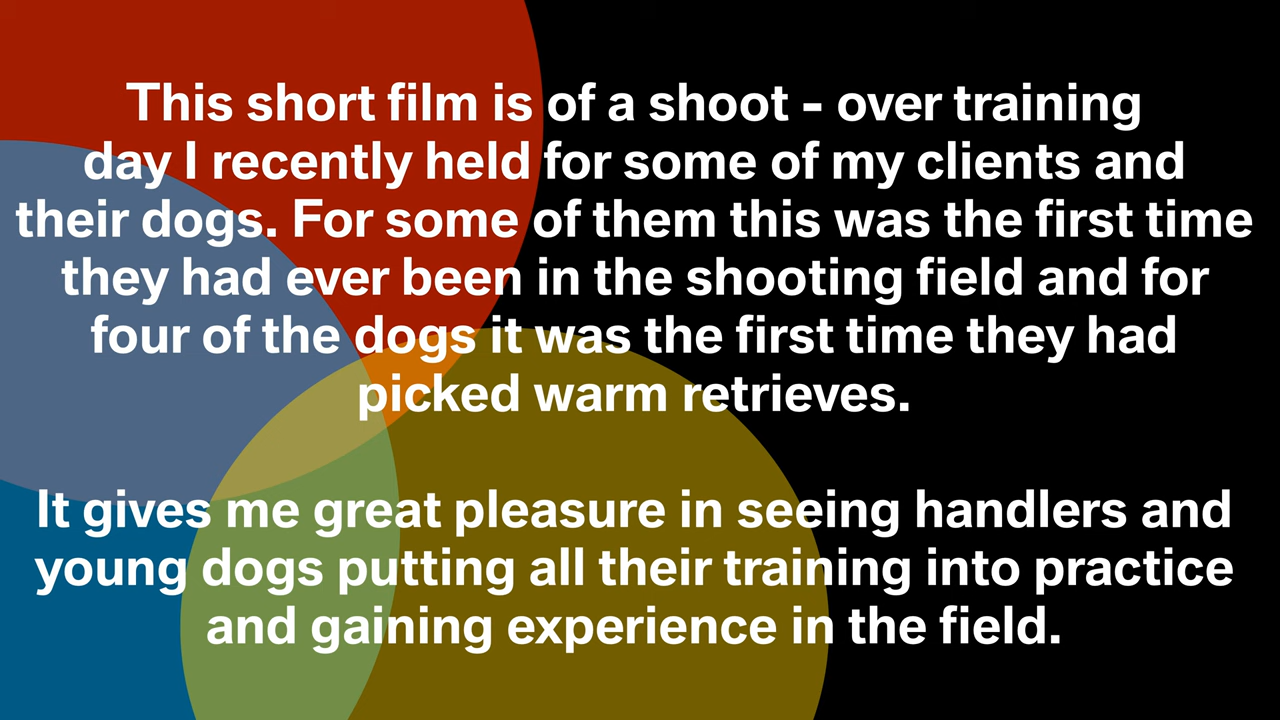 This short film is of a shoot - over training
day I recently held for some of my clients and
their dogs. For some of them this was the first time
they had ever been in the shooting field and for
four of the dogs it was the first time they had
picked warm retrieves.
It gives me great pleasure in seeing handlers and
young dogs putting all their training into practice
and gaining experience in the field.